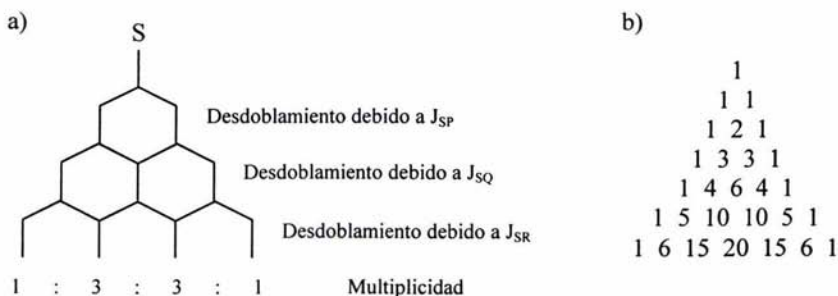 a)
S
Desdoblamiento debido a J_SP
Desdoblamiento debido a J_SQ
Desdoblamiento debido a J_SR
1 : 3 : 3 : 1 Multiplicidad
b)
1
1 1
1 2 1
1 3 3 1
1 4 6 4 1
1 5 10 10 5 1
1 6 15 20 15 6 1